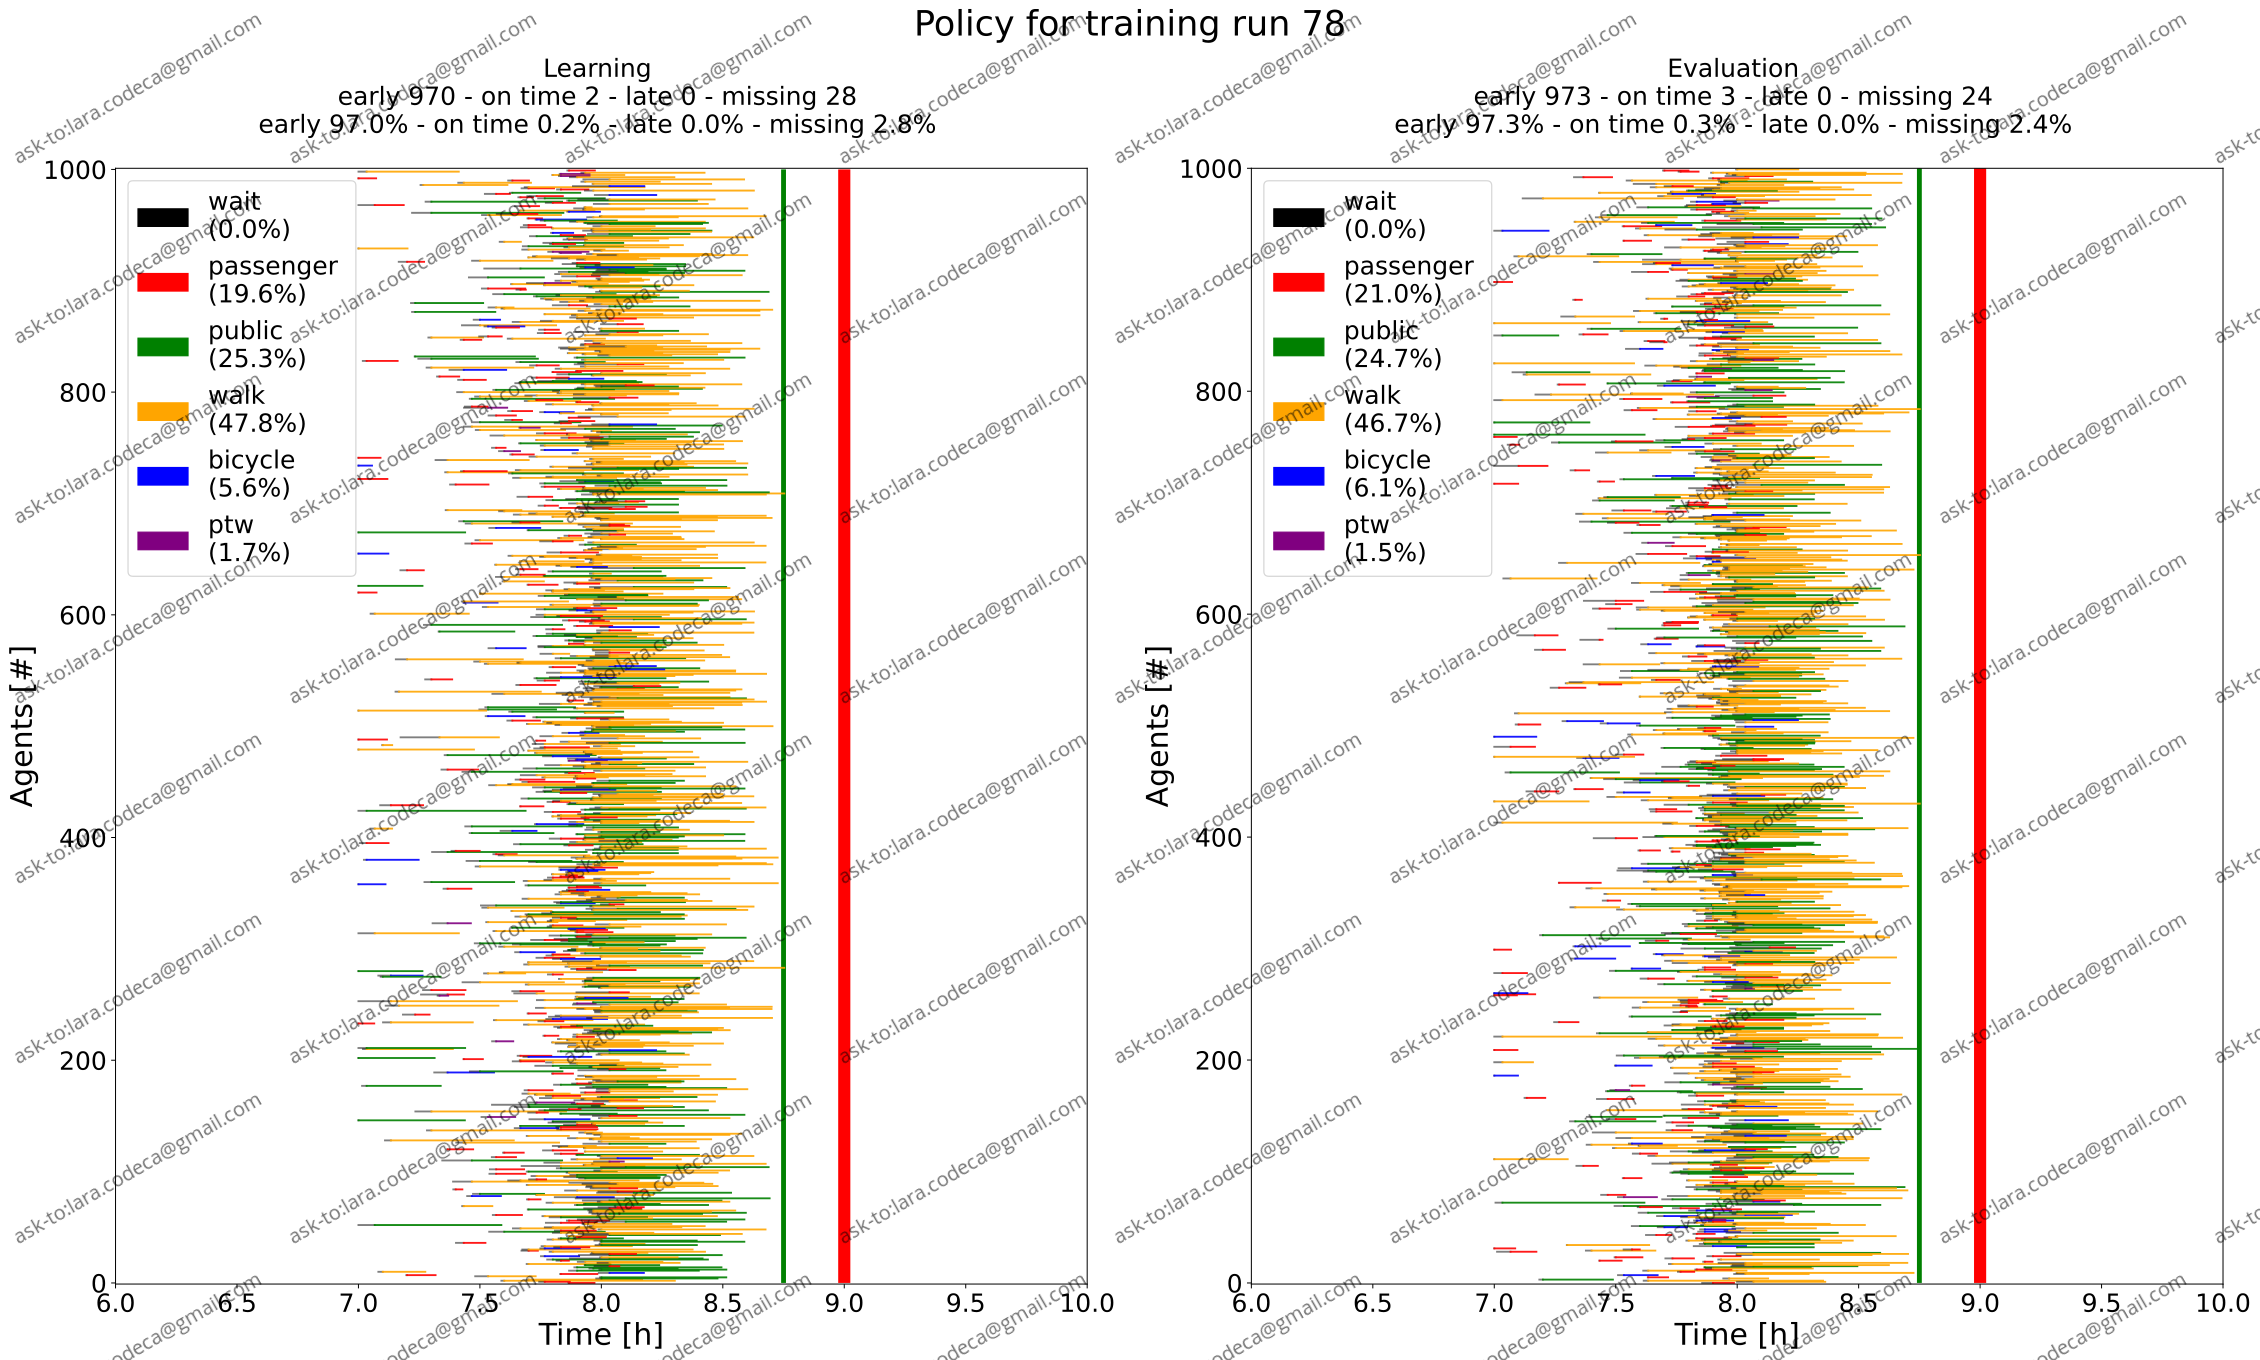 Policy for training run 78
Learning
early 970 - on time 2 - late 0 - missing 28
early 97.0% - on time 0.2% - late 0.0% - missing 2.8%
1000
800
600
400
200
0
Agents [#]
wait
(0.0%)
passenger
(19.6%)
public
(25.3%)
walk
(47.8%)
bicycle
(5.6%)
ptw
(1.7%)
6.0 6.5 7.0 7.5 8.0 8.5 9.0 9.5 10.0
Time [h]
Evaluation
early 973 - on time 3 - late 0 - missing 24
early 97.3% - on time 0.3% - late 0.0% - missing 2.4%
1000
800
600
400
200
0
Agents [#]
wait
(0.0%)
passenger
(21.0%)
public
(24.7%)
walk
(46.7%)
bicycle
(6.1%)
ptw
(1.5%)
6.0 6.5 7.0 7.5 8.0 8.5 9.0 9.5 10.0
Time [h]
ask-to:lara.codeca@gmail.com